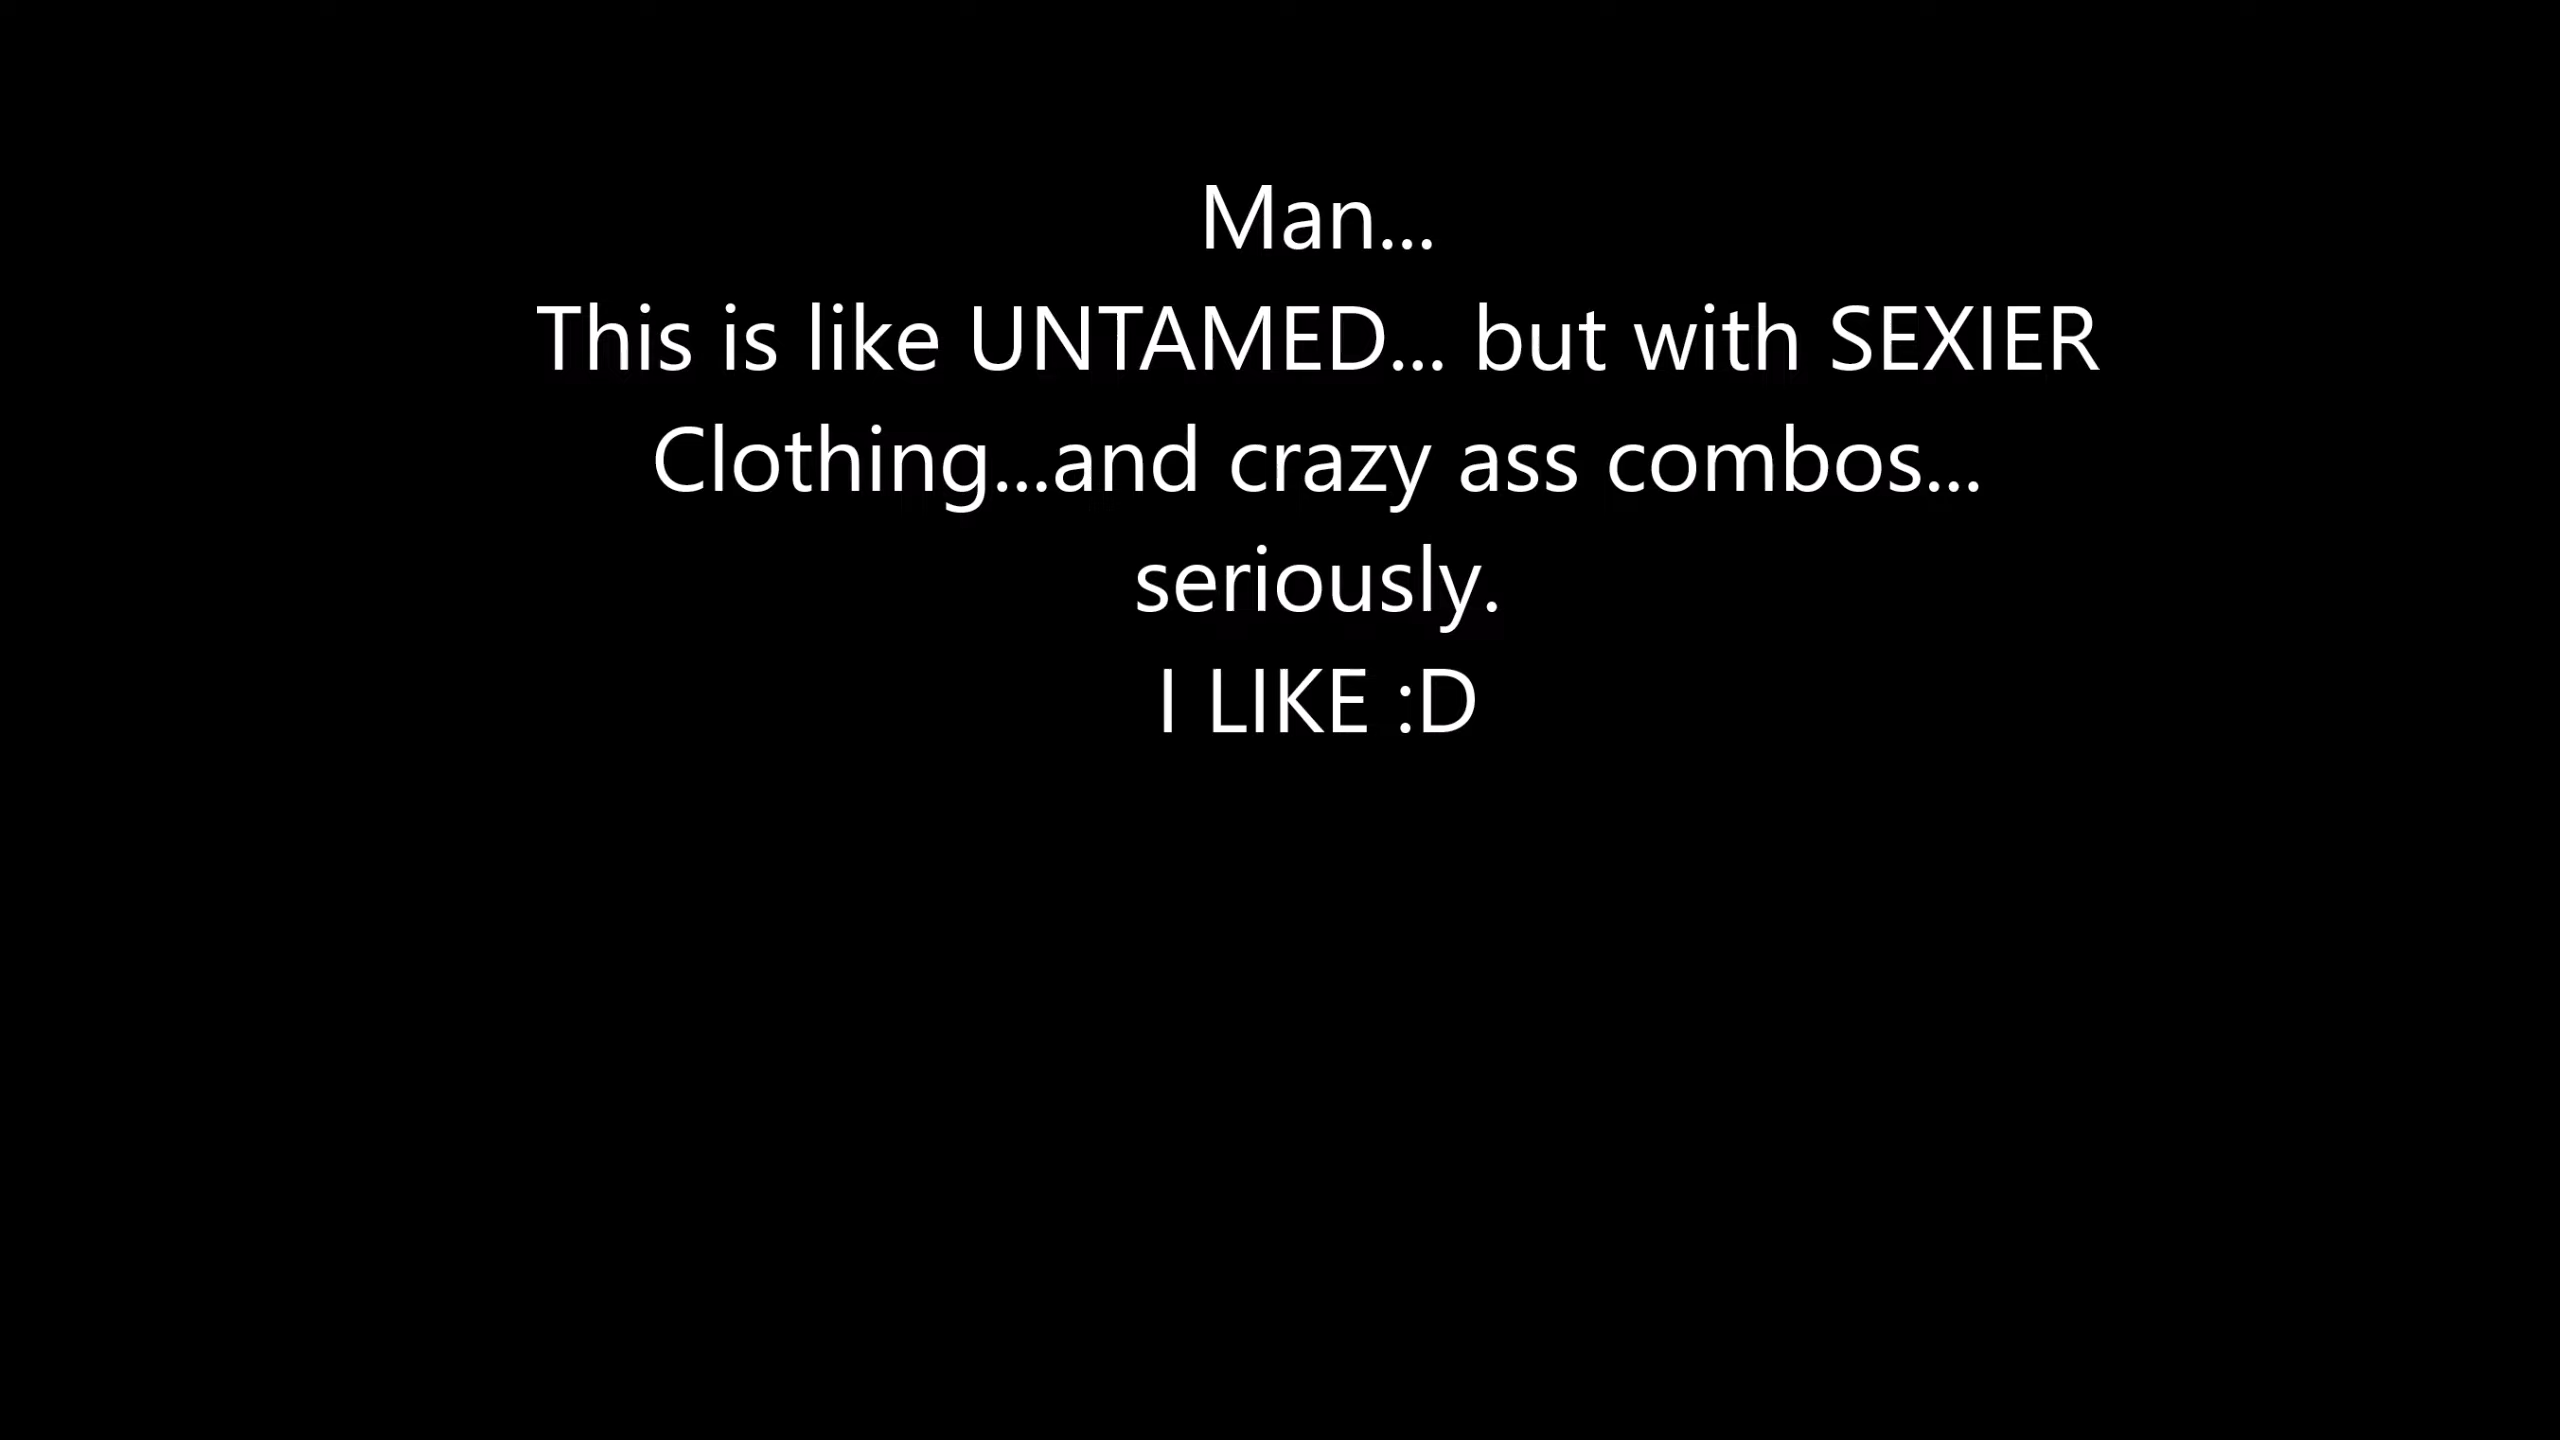 Man...
This is like UNTAMED... but with SEXIER
Clothing...and crazy ass combos...
seriously.
I LIKE :D